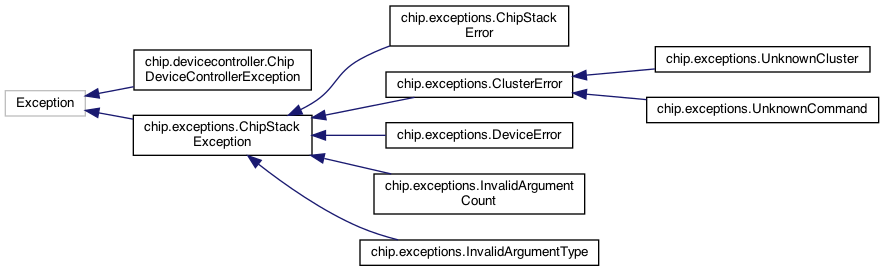 Exception
chip.devicecontroller.Chip
DeviceControllerException
chip.exceptions.ChipStack
Exception
chip.exceptions.ChipStack
Error
chip.exceptions.ClusterError
chip.exceptions.DeviceError
chip.exceptions.InvalidArgument
Count
chip.exceptions.InvalidArgumentType
chip.exceptions.UnknownCluster
chip.exceptions.UnknownCommand